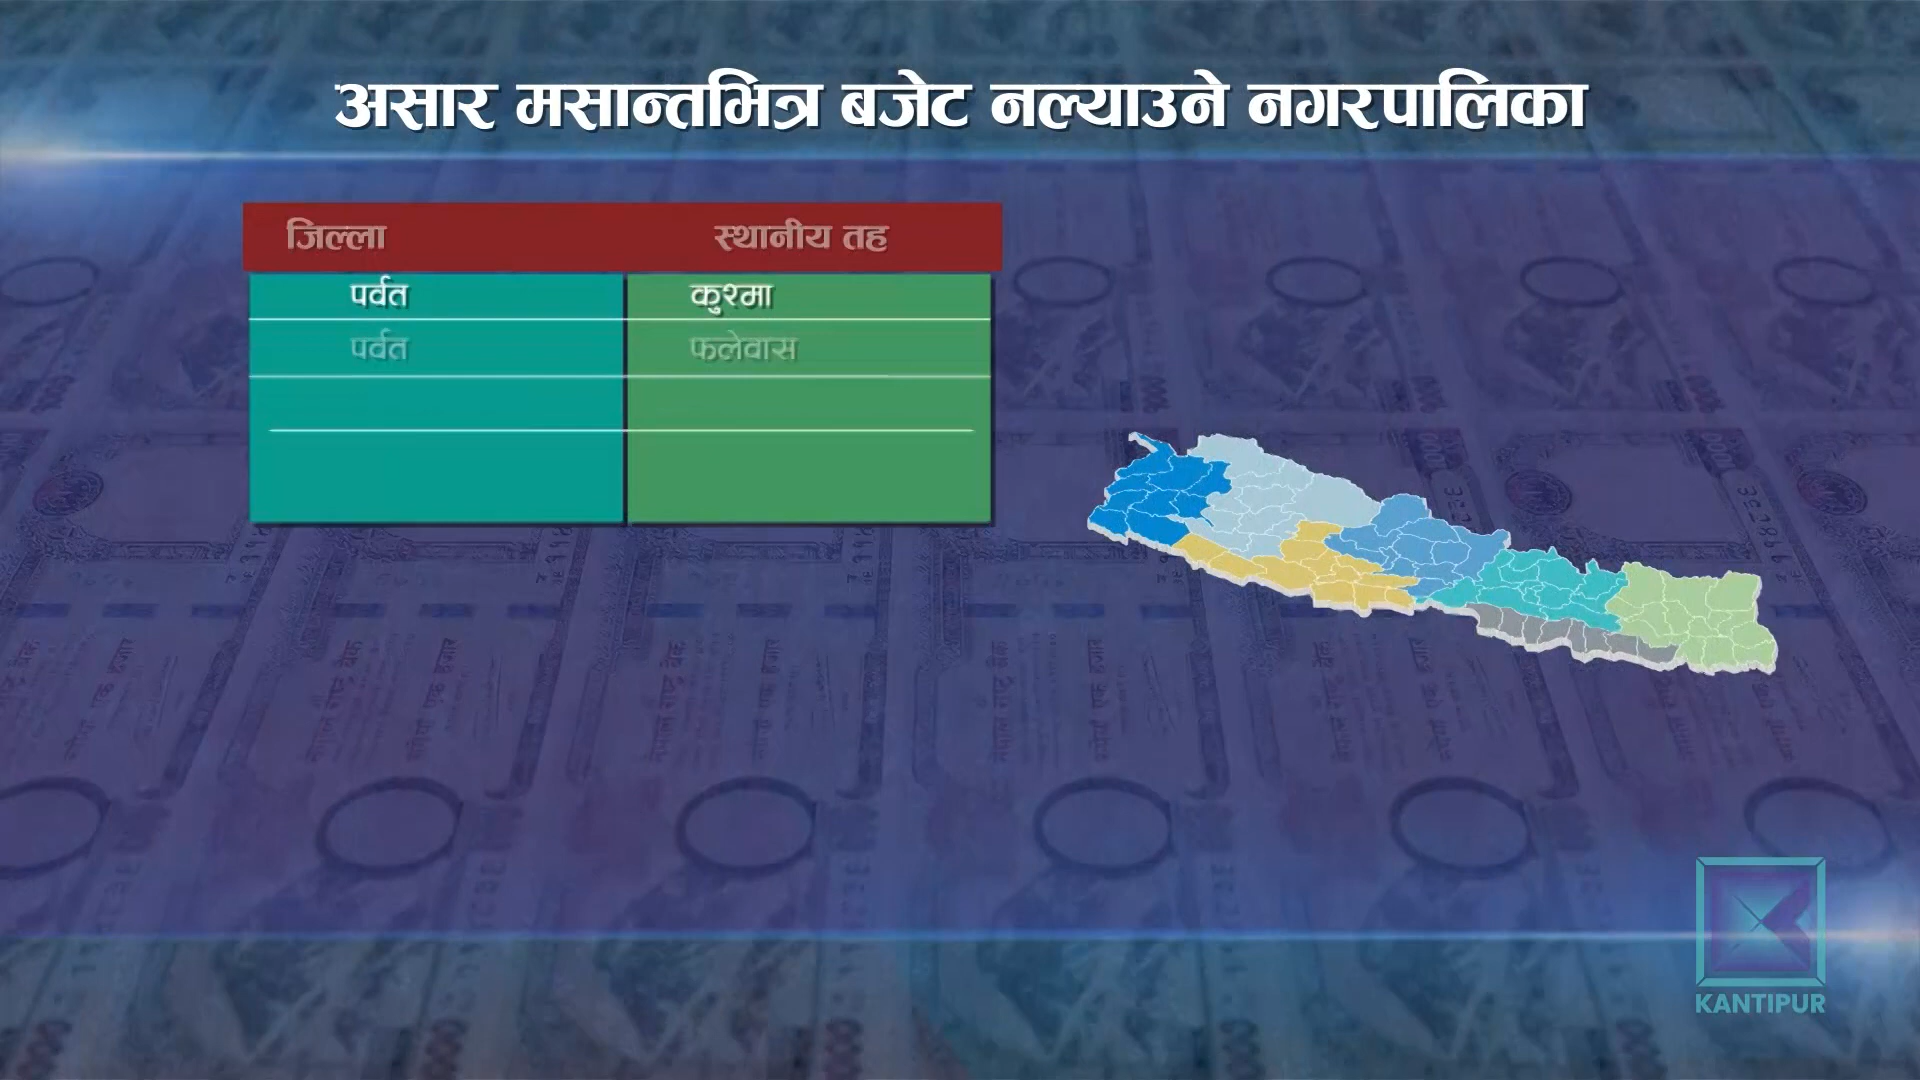 असार मसान्तभित्र बजेट नल्याउने नगरपालिका
जिल्ला स्थानीय तह
पर्वत कुश्मा
पर्वत फलेवास
KANTIPUR